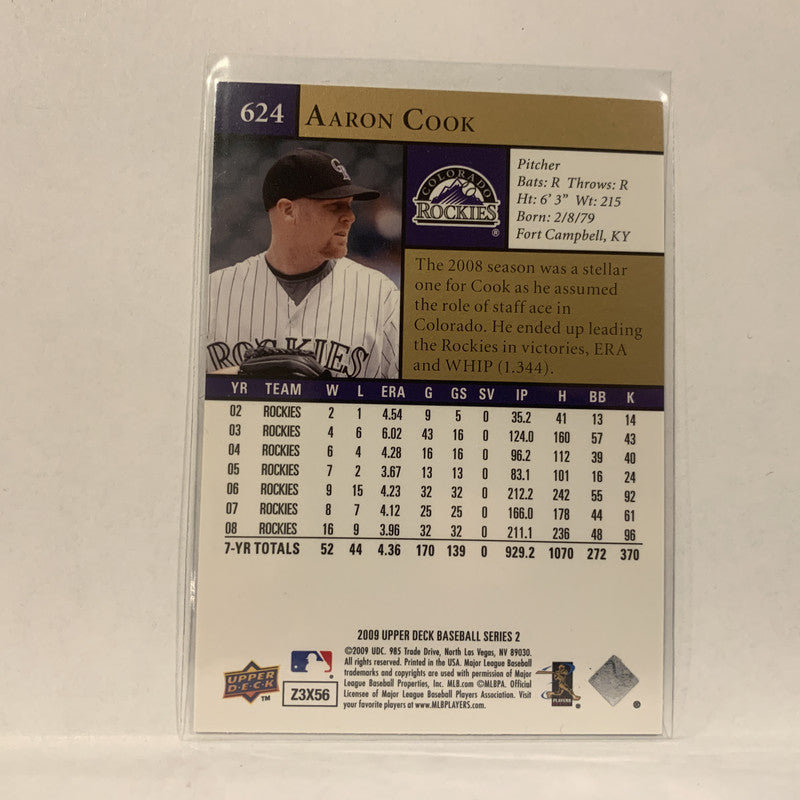 624 AARON COOK
CR
COLORADO
ROCKIES
®
Pitcher
Bats: R Throws: R
Ht: 6' 3" Wt: 215
Born: 2/8/79
Fort Campbell, KY
ROCKIES
The 2008 season was a stellar
one for Cook as he assumed
the role of staff ace in
Colorado. He ended up leading
the Rockies in victories, ERA
and WHIP (1.344).
YR TEAM W L ERA G GS SV IP H BB K
02 ROCKIES 2 1 4.54 9 5 0 35.2 41 13 14
03 ROCKIES 4 6 6.02 43 16 0 124.0 160 57 43
04 ROCKIES 6 4 4.28 16 16 0 96.2 112 39 40
05 ROCKIES 7 2 3.67 13 13 0 83.1 101 16 24
06 ROCKIES 9 15 4.23 32 32 0 212.2 242 55 92
07 ROCKIES 8 7 4.12 25 25 0 166.0 178 44 61
08 ROCKIES 16 9 3.96 32 32 0 211.1 236 48 96
7-YR TOTALS 52 44 4.36 170 139 0 929.2 1070 272 370
2009 UPPER DECK BASEBALL SERIES 2
©2009 UDC. 985 Trade Drive, North Las Vegas, NV 89030.
All rights reserved. Printed in the USA. Major League Baseball
trademarks and copyrights are used with permission of Major
League Baseball Properties, Inc. MLB.com ©MLBPA. Official
Licensee of Major League Baseball Players Association. Visit
your favorite players at www.MLBPLAYERS.com.
UPPER
DECK
™
Z3X56
PLAYERS